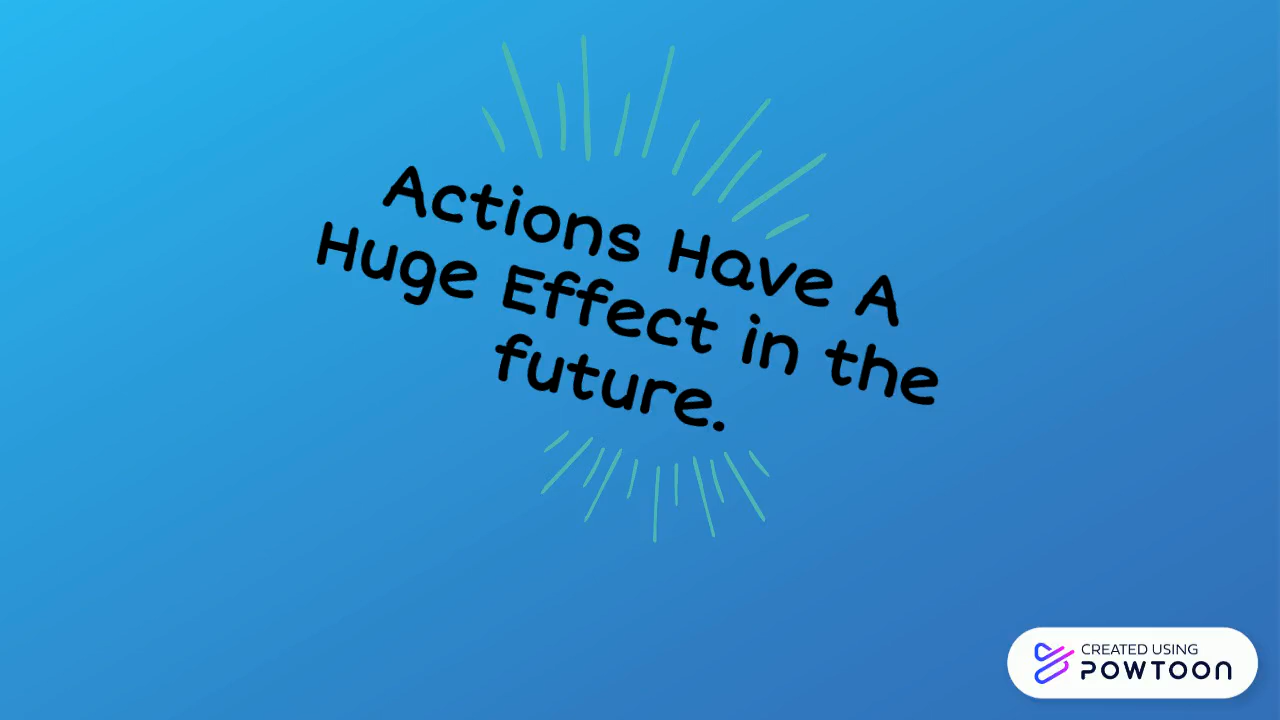 Actions Have A
Huge Effect in the
future.
CREATED USING
POWTOON